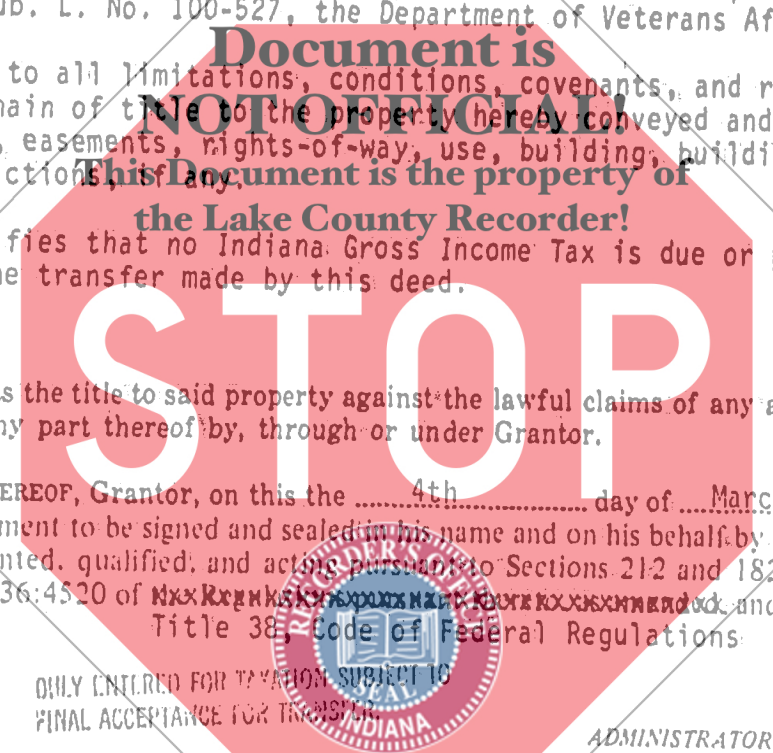 ub. L. No. 100-527, the Department of Veterans Af
Document is
to all limitations, conditions, covenants, and r
NOT OFFICIAL!
hain of title to the property hereby conveyed and
, easements, rights-of-way, use, building, buildi
This Document is the property of
ctions, if any.
the Lake County Recorder!
fies that no Indiana Gross Income Tax is due or
he transfer made by this deed.
STOP
s the title to said property against the lawful claims of any a
ny part thereof by, through or under Grantor.
EREOF, Grantor, on this the 4th day of Marc
ment to be signed and sealed in his name and on his behalf by
nted, qualified, and acting pursuant to Sections 212 and 182
36:4520 of and
Title 38, Code of Federal Regulations
RECORDER'S OFFICE
SEAL
INDIANA
DULY ENTERED FOR TAXATION SUBJECT TO
FINAL ACCEPTANCE FOR TRANSFER.
ADMINISTRATOR